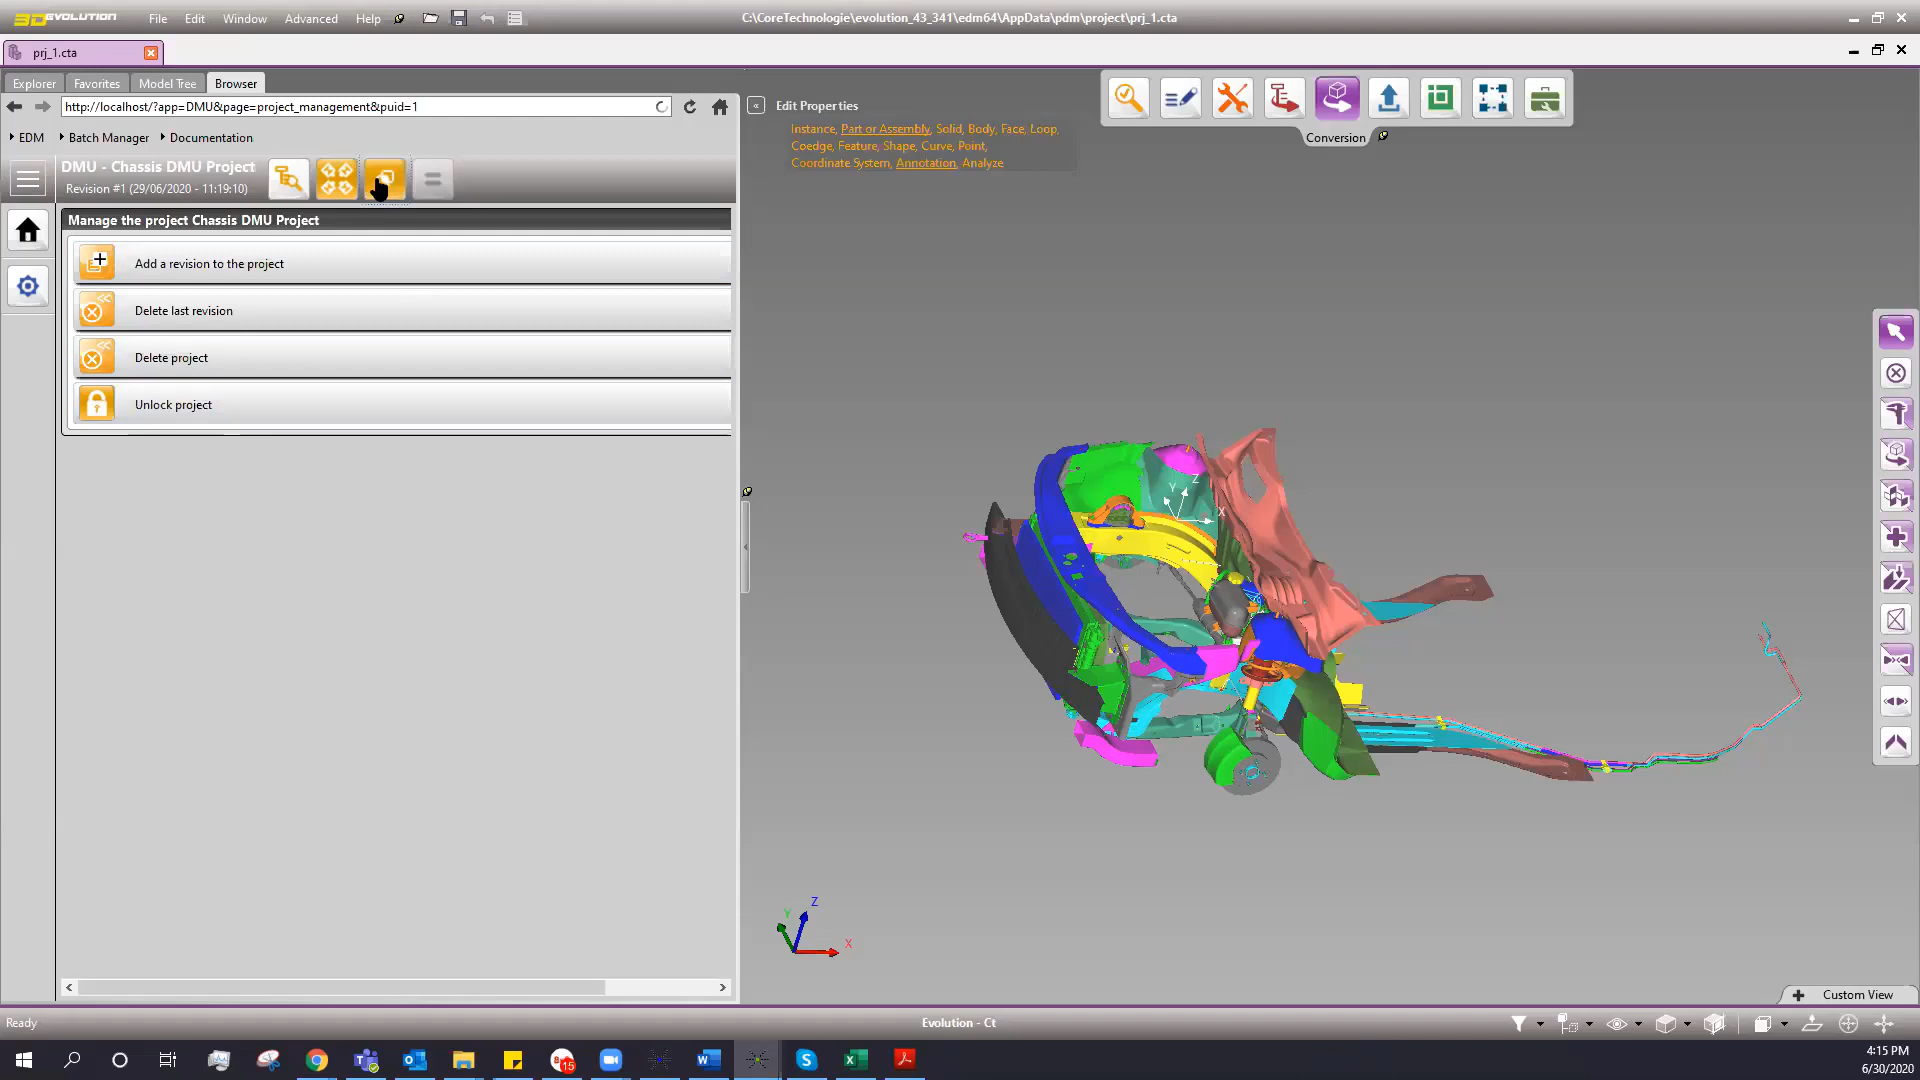 3D EVOLUTION
File Edit Window Advanced Help
C:\CoreTechnologie\evolution_43_341\edm64\AppData\pdm\project\prj_1.cta
prj_1.cta
Explorer Favorites Model Tree Browser
http://localhost/?app=DMU&page=project_management&puid=1
EDM Batch Manager Documentation
DMU - Chassis DMU Project
Revision #1 (29/06/2020 - 11:19:10)
Manage the project Chassis DMU Project
Add a revision to the project
Delete last revision
Delete project
Unlock project
Edit Properties
Instance, Part or Assembly, Solid, Body, Face, Loop,
Coedge, Feature, Shape, Curve, Point,
Coordinate System, Annotation, Analyze
Conversion
Z
Y
X
Z
Y
X
Custom View
Ready
Evolution - Ct
15
4:15 PM
6/30/2020